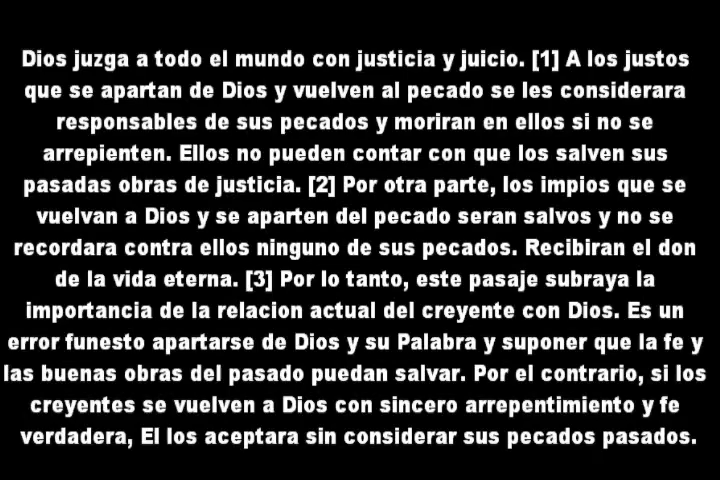 Dios juzga a todo el mundo con justicia y juicio. [1] A los justos
que se apartan de Dios y vuelven al pecado se les considerara
responsables de sus pecados y moriran en ellos si no se
arrepienten. Ellos no pueden contar con que los salven sus
pasadas obras de justicia. [2] Por otra parte, los impios que se
vuelvan a Dios y se aparten del pecado seran salvos y no se
recordara contra ellos ninguno de sus pecados. Recibiran el don
de la vida eterna. [3] Por lo tanto, este pasaje subraya la
importancia de la relacion actual del creyente con Dios. Es un
error funesto apartarse de Dios y su Palabra y suponer que la fe y
las buenas obras del pasado puedan salvar. Por el contrario, si los
creyentes se vuelven a Dios con sincero arrepentimiento y fe
verdadera, El los aceptara sin considerar sus pecados pasados.